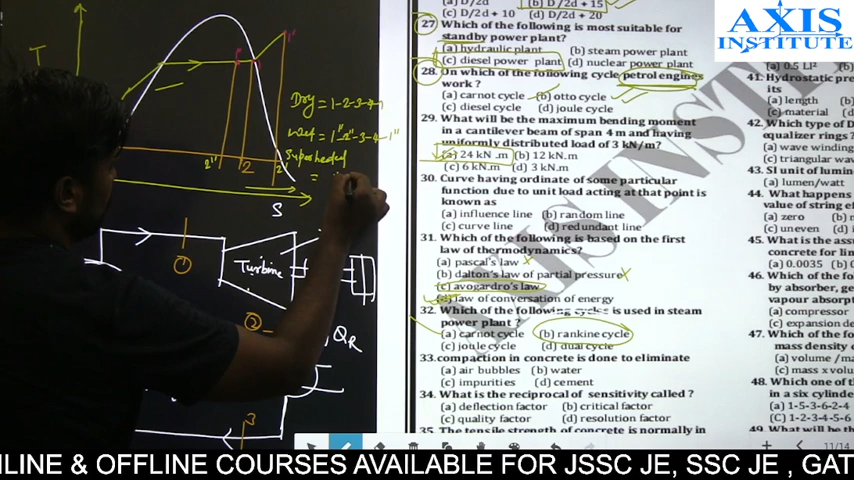 AXIS
INSTITUTE
T
1'
1"
Dry = 1-2-3-4-1
Wet = 1"-2"-3-4-1"
Superheated
=
2"
2
2'
S
Turbine
1
2
QR
3
(a) D/2d (b) D/2d + 15
(c) D/2d + 10 (d) D/2d + 20
27. Which of the following is most suitable for
standby power plant?
(a) hydraulic plant (b) steam power plant
(c) diesel power plant (d) nuclear power plant
28. On which of the following cycle petrol engines
work ?
(a) carnot cycle (b) otto cycle
(c) diesel cycle (d) joule cycle
29. What will be the maximum bending moment
in a cantilever beam of span 4 m and having
uniformly distributed load of 3 kN/m?
(a) 24 kN .m (b) 12 kN.m
(c) 6 kN.m (d) 3 kN.m
30. Curve having ordinate of some particular
function due to unit load acting at that point is
known as
(a) influence line (b) random line
(c) curve line (d) redundant line
31. Which of the following is based on the first
law of thermodynamics?
(a) pascal's law
(b) dalton's law of partial pressure
(c) avogardro's law
law of conversation of energy
32. Which of the following cycles is used in steam
power plant ?
(a) carnot cycle (b) rankine cycle
(c) joule cycle (d) dual cycle
33.compaction in concrete is done to eliminate
(a) air bubbles (b) water
(c) impurities (d) cement
34. What is the reciprocal of sensitivity called ?
(a) deflection factor (b) critical factor
(c) quality factor (d) resolution factor
35. The tensile strength of concrete is normally in
(a) 0.5 LI²
41. Hydrostatic pre
its
(a) length (b)
(c) material (d)
42. Which type of D
equalizer rings ?
(a) wave winding
(c) triangular wav
43. SI unit of lumin
(a) lumen/watt
44. What happens
value of string ef
(a) zero (b) n
(c) uneven (d) i
45. What is the ass
concrete for
(a) 0.0035 (b)
46. Which of the fo
by absorber, ge
vapour absorpt
(a) compressor
(c) expansion de
47.
mass density
(a) volume /ma
(c) mass x volu
48. Which one of t
in a six cylinde
(a) 1-5-3-6-2-4
(C) 1-2-3-4-5-6
49. What will be th
11/14
NLINE & OFFLINE COURSES AVAILABLE FOR JSSC JE, SSC JE , GAT